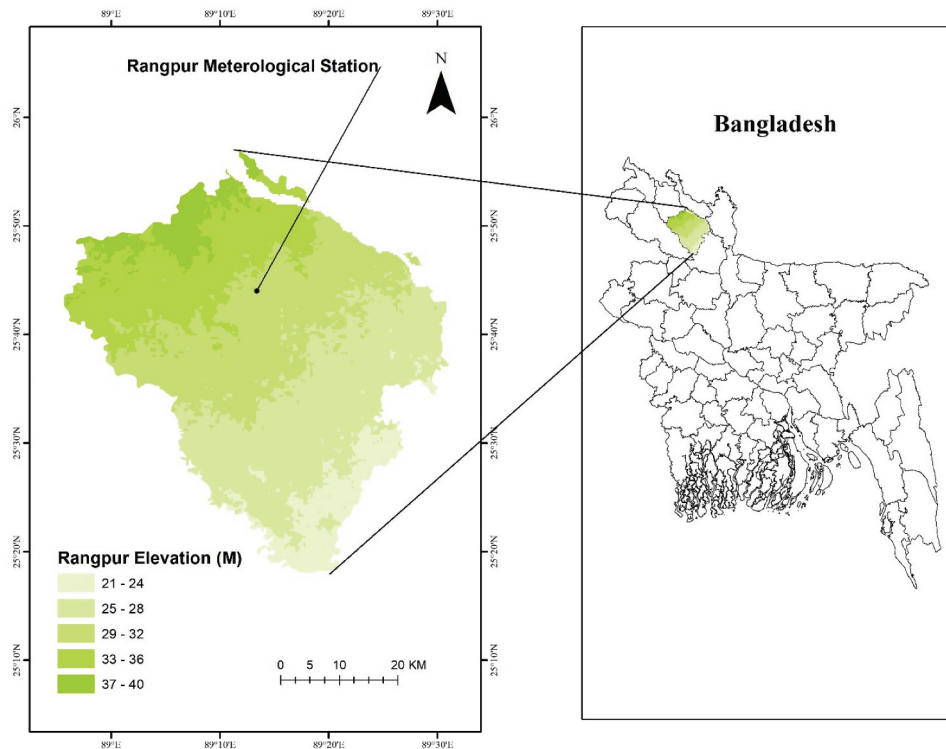 89°E 89°10'E 89°20'E 89°30'E
Rangpur Meterological Station
N
Bangladesh
26°N 26°N
25°50'N 25°50'N
25°40'N 25°40'N
25°30'N 25°30'N
25°20'N 25°20'N
25°10'N 25°10'N
Rangpur Elevation (M)
21 - 24
25 - 28
29 - 32
33 - 36
37 - 40
0 5 10 20 KM
89°E 89°10'E 89°20'E 89°30'E